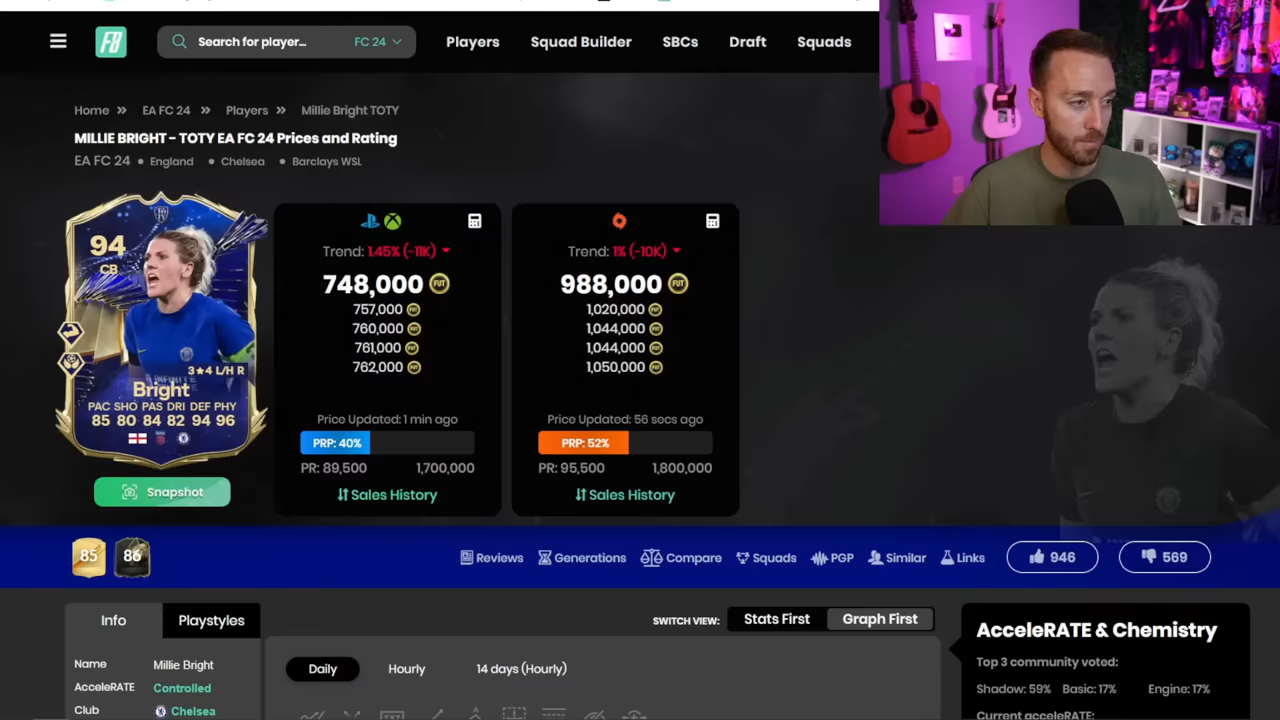 FB
Search for player...
FC 24
Players
Squad Builder
SBCs
Draft
Squads
Home » EA FC 24 » Players » Millie Bright TOTY
MILLIE BRIGHT - TOTY EA FC 24 Prices and Rating
EA FC 24 • England • Chelsea • Barclays WSL
94
CB
3★4 L/H R
Bright
PAC SHO PAS DRI DEF PHY
85 80 84 82 94 96
Snapshot
Trend: 1.45% (-11K)
748,000 FUT
757,000
760,000
761,000
762,000
Price Updated: 1 min ago
PRP: 40%
PR: 89,500 1,700,000
Sales History
Trend: 1% (-10K)
988,000 FUT
1,020,000
1,044,000
1,044,000
1,050,000
Price Updated: 56 secs ago
PRP: 52%
PR: 95,500 1,800,000
Sales History
85
86
Reviews
Generations
Compare
Squads
PGP
Similar
Links
946
569
Info
Playstyles
Name Millie Bright
AcceleRATE Controlled
Club Chelsea
SWITCH VIEW:
Stats First
Graph First
Daily
Hourly
14 days (Hourly)
AcceleRATE & Chemistry
Top 3 community voted:
Shadow: 59% Basic: 17% Engine: 17%
Current acceleRATE: